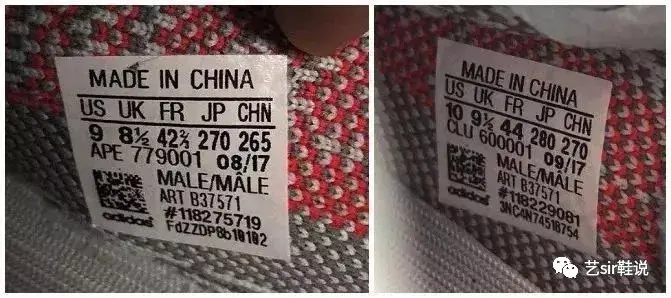 MADE IN CHINA
US UK FR JP CHN
9 8½ 42⅔ 270 265
APE 779001 08/17
MALE/MÂLE
ART B37571
#118275719
FdZZDP8b10102
adidas
MADE IN CHINA
US UK FR JP CHN
10 9½ 44 280 270
CLU 600001 09/17
MALE/MÂLE
ART B37571
#118229081
3NC4N74518754
adidas
艺sir鞋说